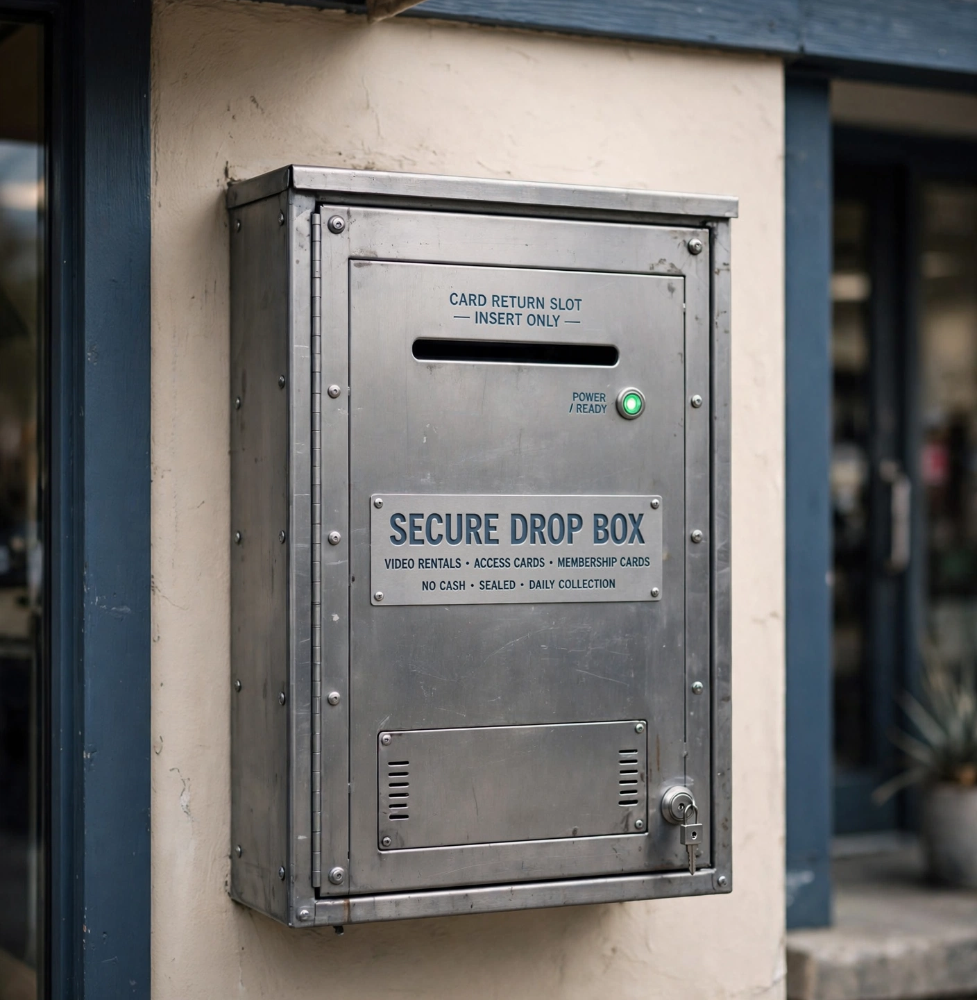 CARD RETURN SLOT
— INSERT ONLY —
POWER
/ READY
SECURE DROP BOX
VIDEO RENTALS • ACCESS CARDS • MEMBERSHIP CARDS
NO CASH • SEALED • DAILY COLLECTION